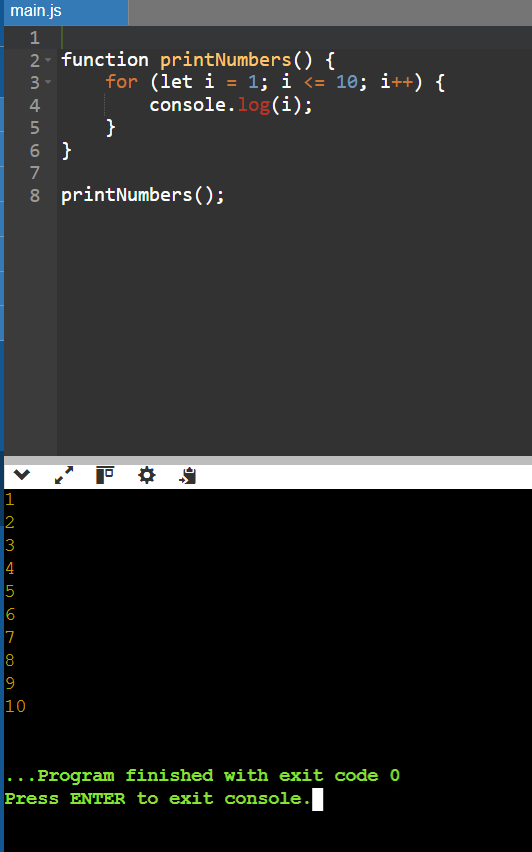 main.js
1
2 function printNumbers() {
3     for (let i = 1; i <= 10; i++) {
4         console.log(i);
5     }
6 }
7
8 printNumbers();
1
2
3
4
5
6
7
8
9
10
...Program finished with exit code 0
Press ENTER to exit console.